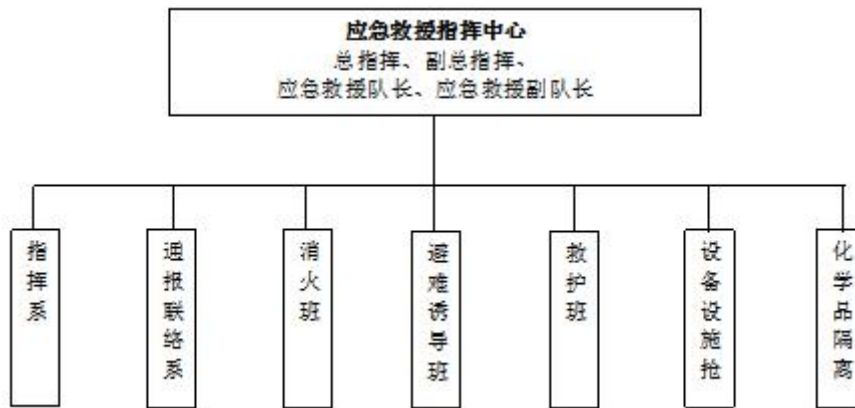 应急救援指挥中心
总指挥、副总指挥、
应急救援队长、应急救援副队长
指挥系
通报联络系
消火班
避难诱导班
救护班
设备设施抢
化学品隔离